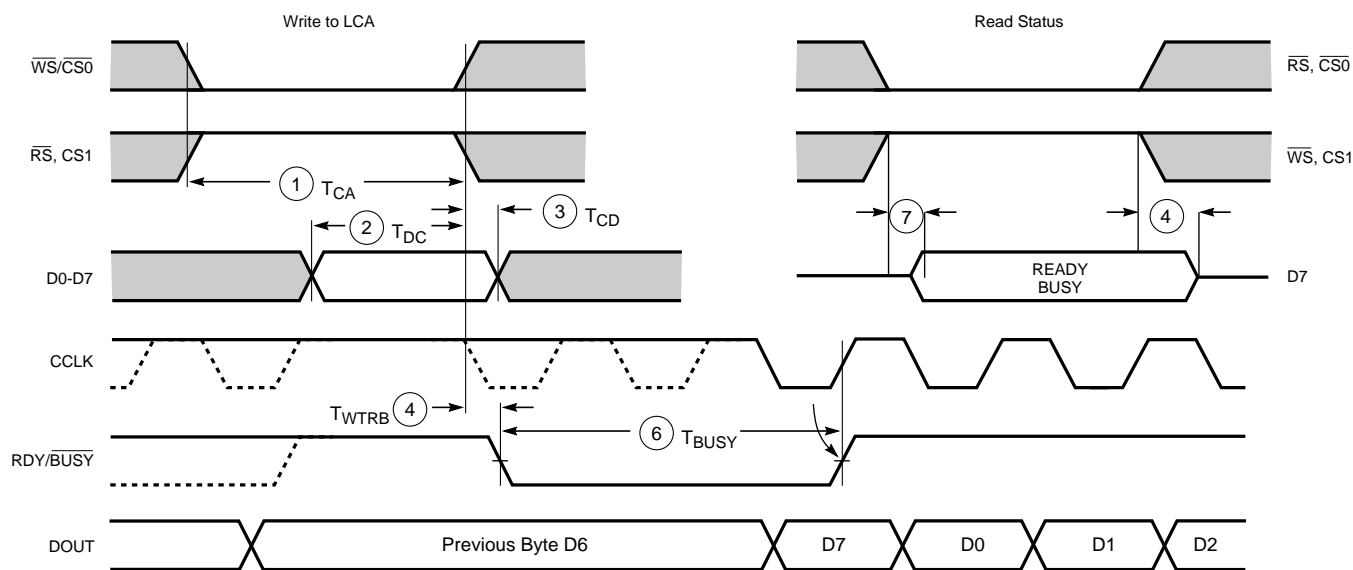 Write to LCA
Read Status
WS/CS0
RS, CS0
RS, CS1
WS, CS1
1 TCA
2 TDC
3 TCD
7
4
D0-D7
READY
BUSY
D7
CCLK
TWTRB 4
6 TBUSY
RDY/BUSY
DOUT
Previous Byte D6
D7
D0
D1
D2